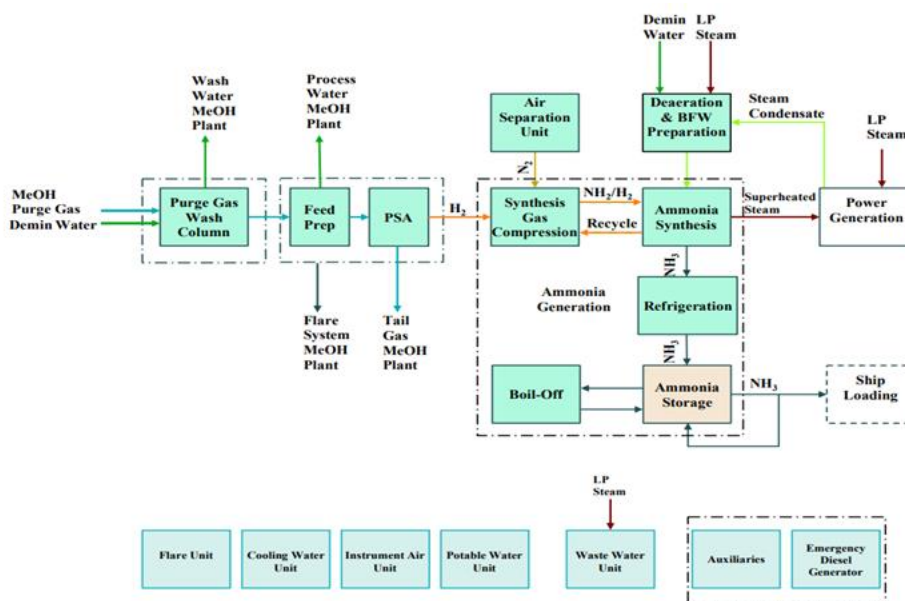 Demin
Water
LP
Steam
Wash
Water
MeOH
Plant
Process
Water
MeOH
Plant
Air
Separation
Unit
Deaeration
& BFW
Preparation
Steam
Condensate
LP
Steam
N2
MeOH
Purge Gas
Demin Water
Purge Gas
Wash
Column
Feed
Prep
PSA
H2
Synthesis
Gas
Compression
NH2/H2
Recycle
Ammonia
Synthesis
Superheated
Steam
Power
Generation
NH3
Flare
System
MeOH
Plant
Tail
Gas
MeOH
Plant
Ammonia
Generation
Refrigeration
NH3
Boil-Off
Ammonia
Storage
NH3
Ship
Loading
LP
Steam
Flare Unit
Cooling Water
Unit
Instrument Air
Unit
Potable Water
Unit
Waste Water
Unit
Auxiliaries
Emergency
Diesel
Generator